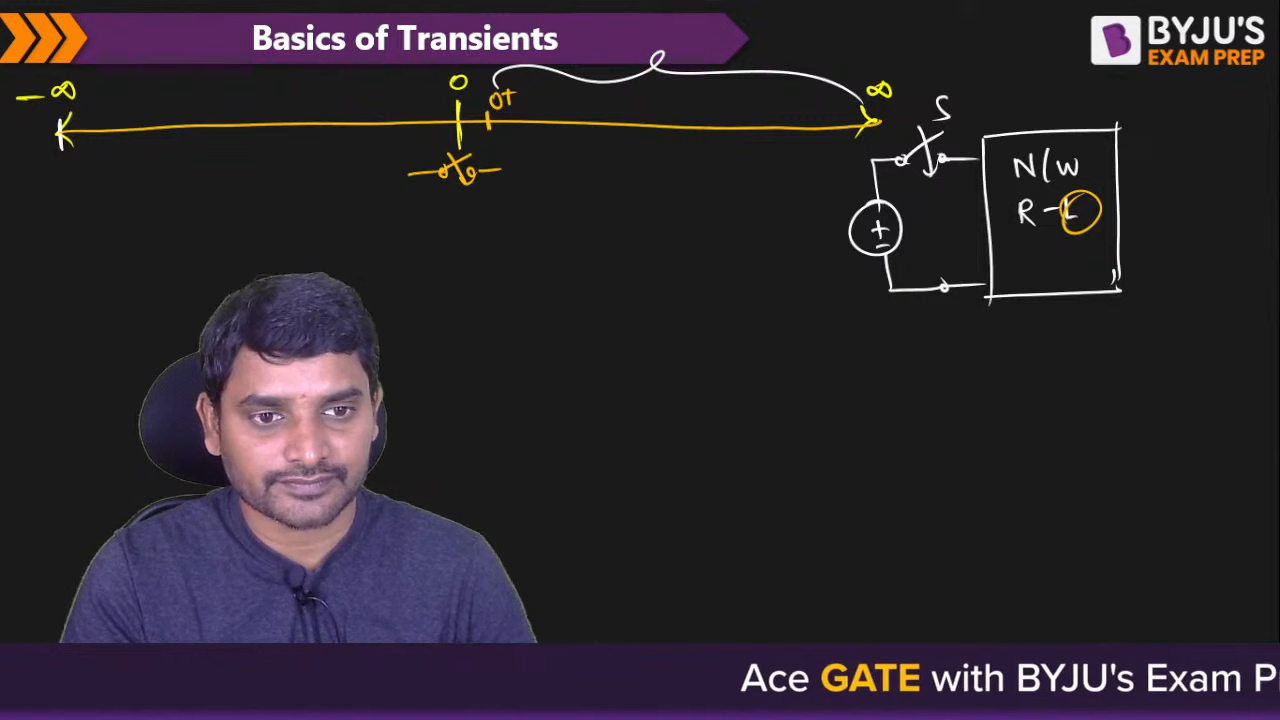 Basics of Transients
BYJU'S
EXAM PREP
-∞
0
0+
∞
S
N/W
R-L
Ace GATE with BYJU's Exam P